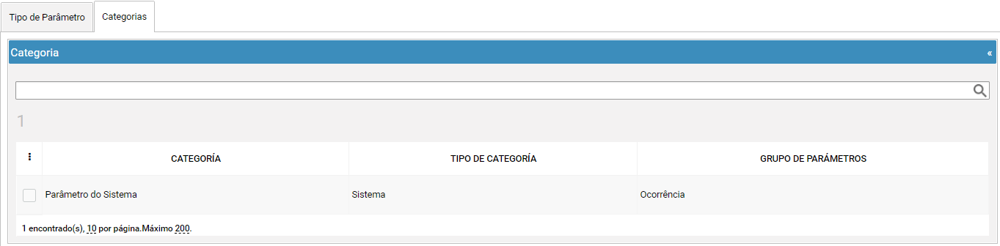 Tipo de Parâmetro Categorias
Categoria «
1
CATEGORÍA TIPO DE CATEGORÍA GRUPO DE PARÁMETROS
Parâmetro do Sistema Sistema Ocorrência
1 encontrado(s), 10 por página.Máximo 200.